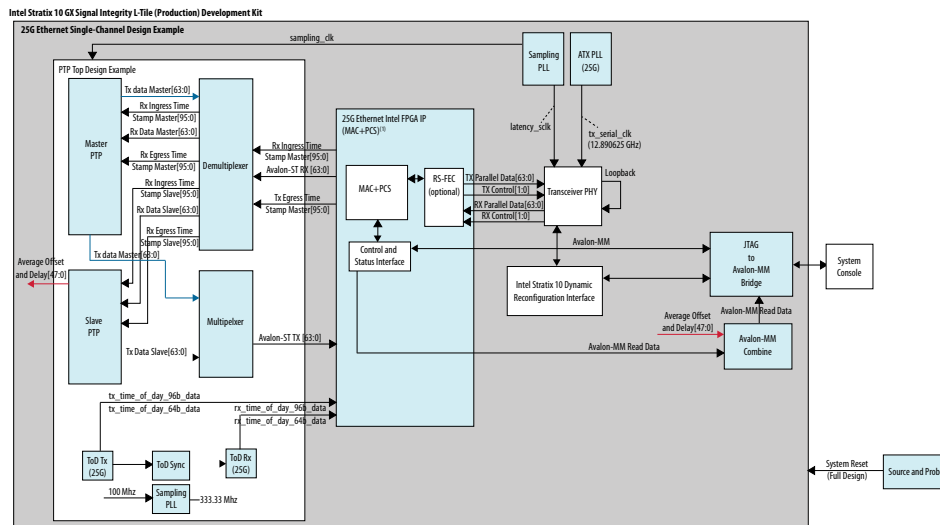 Intel Stratix 10 GX Signal Integrity L-Tile (Production) Development Kit
25G Ethernet Single-Channel Design Example
sampling_clk
Sampling
PLL
ATX PLL
(25G)
latency_sclk
tx_serial_clk
(12.890625 GHz)
PTP Top Design Example
Master
PTP
Tx data Master[63:0]
Rx Ingress Time
Stamp Master[95:0]
Rx Data Master[63:0]
Rx Egress Time
Stamp Master[95:0]
Rx Ingress Time
Stamp Slave[95:0]
Rx Data Slave[63:0]
Rx Egress Time
Stamp Slave[95:0]
Tx data Master[63:0]
Demultiplexer
Average Offset
and Delay[47:0]
Slave
PTP
Multipelxer
Tx Data Slave[63:0]
Rx Ingress Time
Stamp Master[95:0]
Avalon-ST RX [63:0]
Tx Egress Time
Stamp Master[95:0]
Avalon-ST TX [63:0]
25G Ethernet Intel FPGA IP
(MAC+PCS)(1)
MAC+PCS
RS-FEC
(optional)
Control and
Status Interface
TX Parallel Data[63:0]
TX Control[1:0]
RX Parallel Data[63:0]
RX Control[1:0]
Transceiver PHY
Loopback
Avalon-MM
Intel Stratix 10 Dynamic
Reconfiguration Interface
JTAG
to
Avalon-MM
Bridge
System
Console
Avalon-MM Read Data
Average Offset
and Delay[47:0]
Avalon-MM
Combine
Avalon-MM Read Data
tx_time_of_day_96b_data
tx_time_of_day_64b_data
rx_time_of_day_96b_data
rx_time_of_day_64b_data
ToD Tx
(25G)
ToD Sync
ToD Rx
(25G)
100 Mhz
Sampling
PLL
333.33 Mhz
System Reset
(Full Design)
Source and Prob